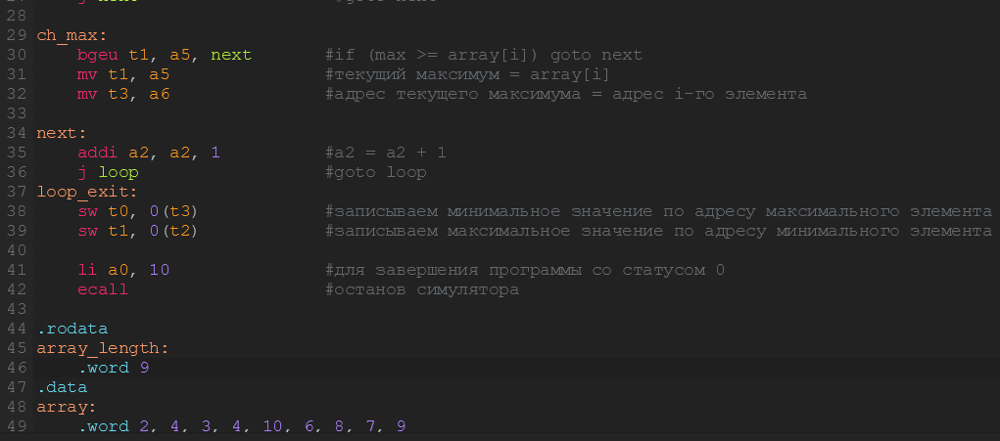 28
29 ch_max:
30 bgeu t1, a5, next #if (max >= array[i]) goto next
31 mv t1, a5 #текущий максимум = array[i]
32 mv t3, a6 #адрес текущего максимума = адрес i-го элемента
33
34 next:
35 addi a2, a2, 1 #a2 = a2 + 1
36 j loop #goto loop
37 loop_exit:
38 sw t0, 0(t3) #записываем минимальное значение по адресу максимального элемента
39 sw t1, 0(t2) #записываем максимальное значение по адресу минимального элемента
40
41 li a0, 10 #для завершения программы со статусом 0
42 ecall #останов симулятора
43
44 .rodata
45 array_length:
46 .word 9
47 .data
48 array:
49 .word 2, 4, 3, 4, 10, 6, 8, 7, 9